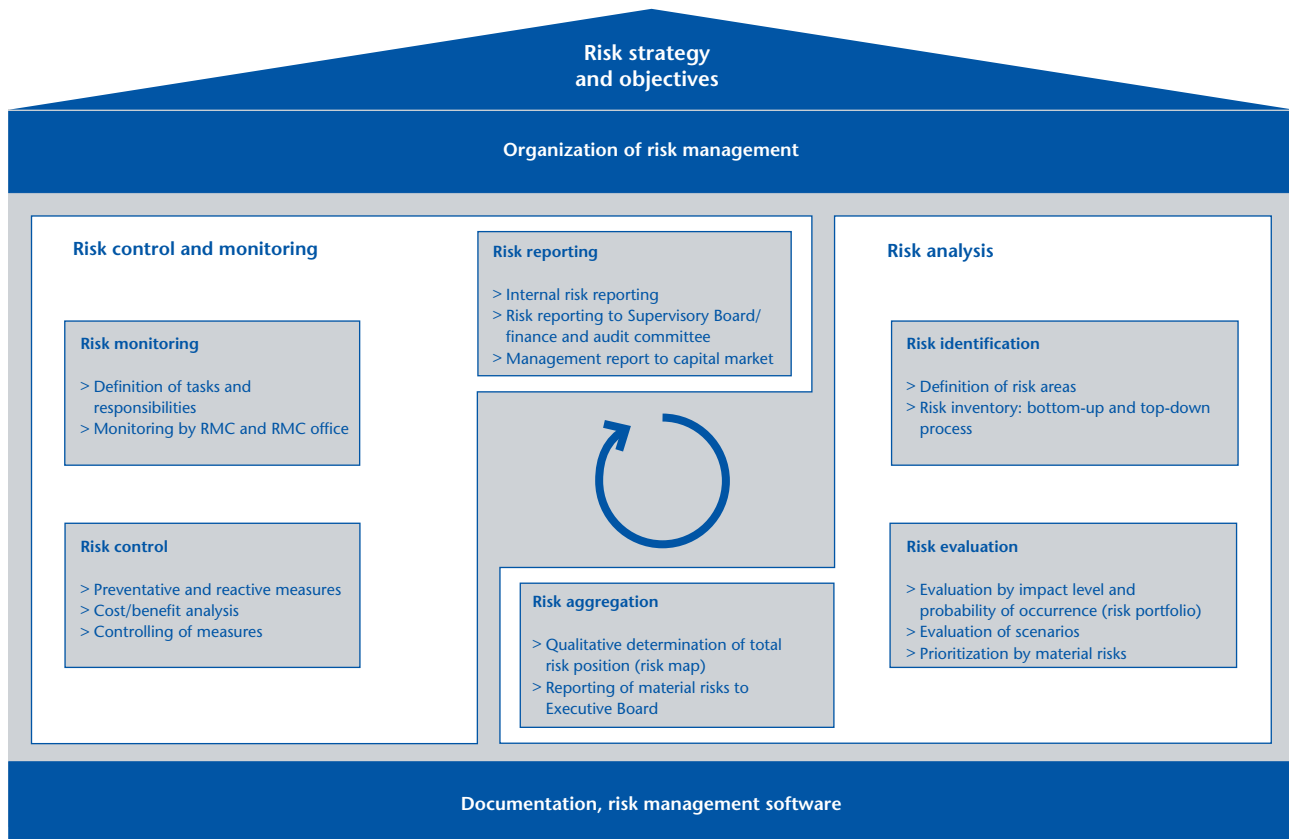 Risk strategy
and objectives
Organization of risk management
Risk control and monitoring
Risk monitoring
> Definition of tasks and
responsibilities
> Monitoring by RMC and RMC office
Risk control
> Preventative and reactive measures
> Cost/benefit analysis
> Controlling of measures
Risk reporting
> Internal risk reporting
> Risk reporting to Supervisory Board/
finance and audit committee
> Management report to capital market
Risk analysis
Risk identification
> Definition of risk areas
> Risk inventory: bottom-up and top-down
process
Risk evaluation
> Evaluation by impact level and
probability of occurrence (risk portfolio)
> Evaluation of scenarios
> Prioritization by material risks
Risk aggregation
> Qualitative determination of total
risk position (risk map)
> Reporting of material risks to
Executive Board
Documentation, risk management software